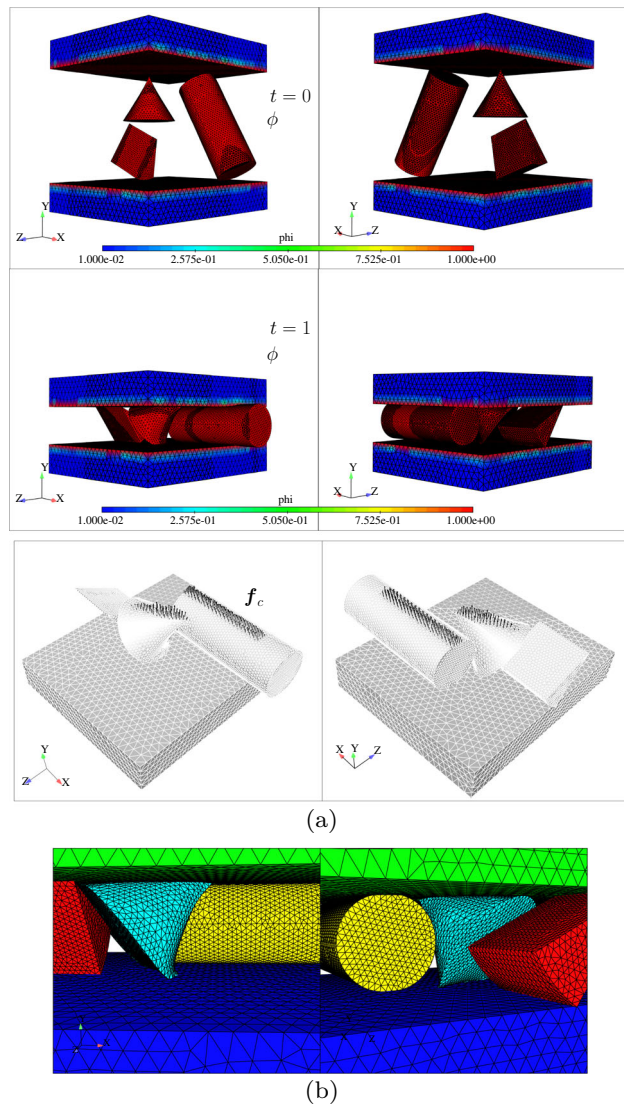 t = 0
ϕ
Y
Z
X
Y
X
Z
phi
1.000e-02 2.575e-01 5.050e-01 7.525e-01 1.000e+00
t = 1
ϕ
Y
Z
X
Y
X
Z
phi
1.000e-02 2.575e-01 5.050e-01 7.525e-01 1.000e+00
f_c
Y
Z
X
X
Y
Z
(a)
(b)